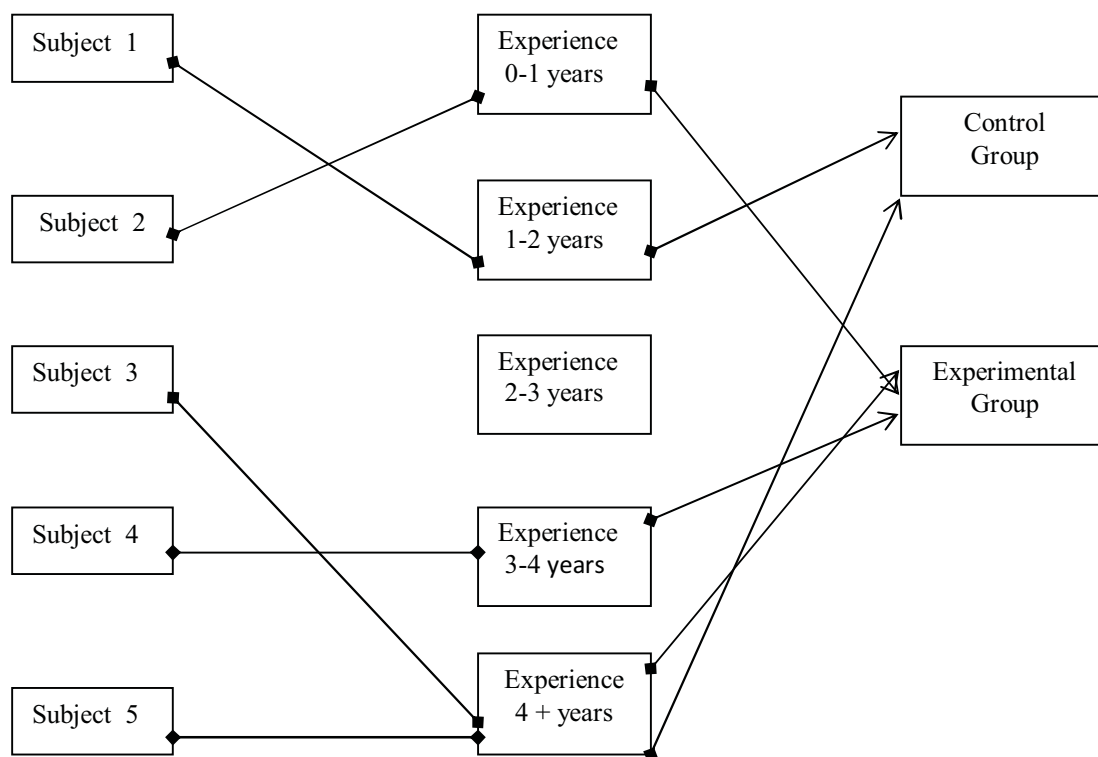 Subject 1
Subject 2
Subject 3
Subject 4
Subject 5
Experience
0-1 years
Experience
1-2 years
Experience
2-3 years
Experience
3-4 years
Experience
4 + years
Control
Group
Experimental
Group